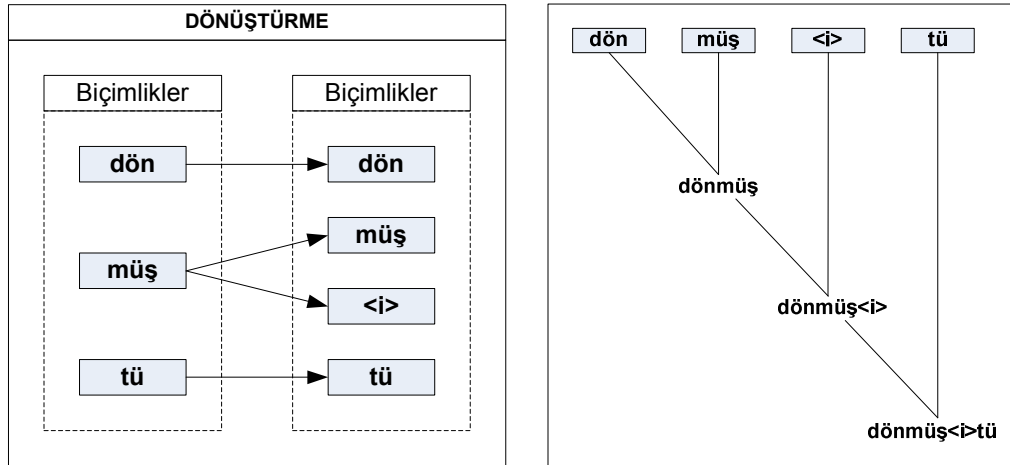 DÖNÜŞTÜRME
Biçimlikler
Biçimlikler
dön
dön
müş
müş
<i>
tü
tü
dön
müş
<i>
tü
dönmüş
dönmüş<i>
dönmüş<i>tü